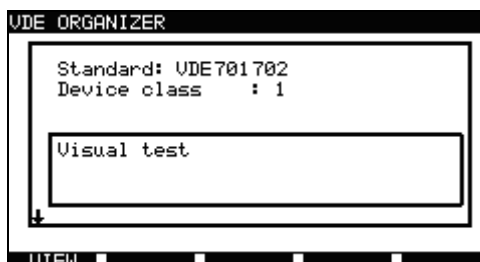 VDE ORGANIZER
Standard: VDE701702
Device class : 1
Visual test
VIEW